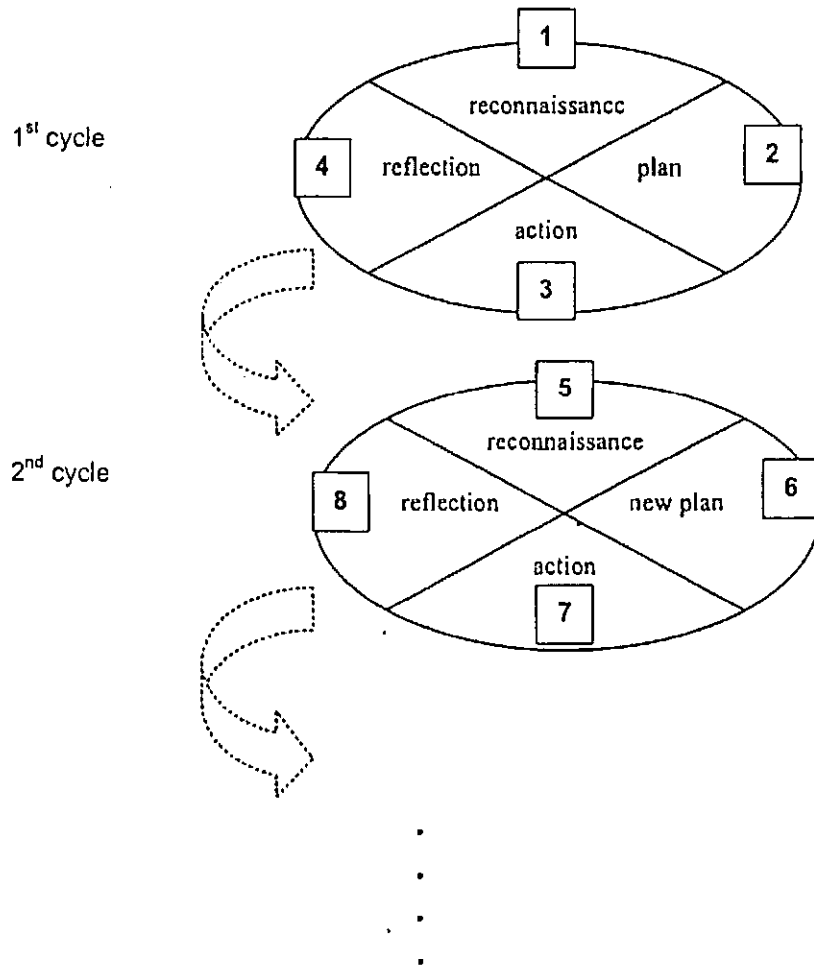 1
reconnaissance
1st cycle
4
reflection
plan
2
action
3
5
reconnaissance
2nd cycle
8
reflection
new plan
6
action
7